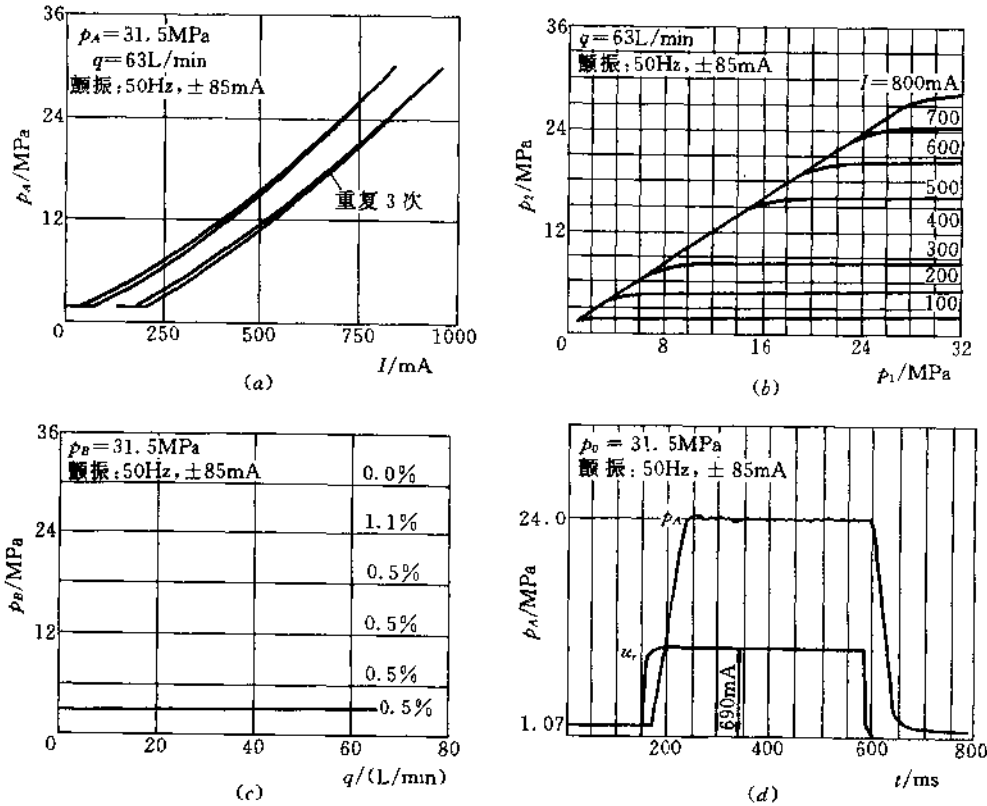 36
p_A=31.5MPa
q=63L/min
颤振:50Hz,±85mA
24
p_A/MPa
重复3次
12
0
250
500
750
1000
I/mA
(a)
36
q=63L/min
颤振:50Hz,±85mA
I=800mA
700
24
600
p_2/MPa
500
12
400
300
200
100
0
8
16
24
32
p_1/MPa
(b)
36
p_B=31.5MPa
颤振:50Hz,±85mA
0.0%
24
1.1%
0.5%
p_B/MPa
12
0.5%
0.5%
0.5%
0
20
40
60
80
q/(L/min)
(c)
p_0=31.5MPa
颤振:50Hz,±85mA
24.0
p_A
p_A/MPa
u_r
690mA
1.07
200
400
600
800
t/ms
(d)